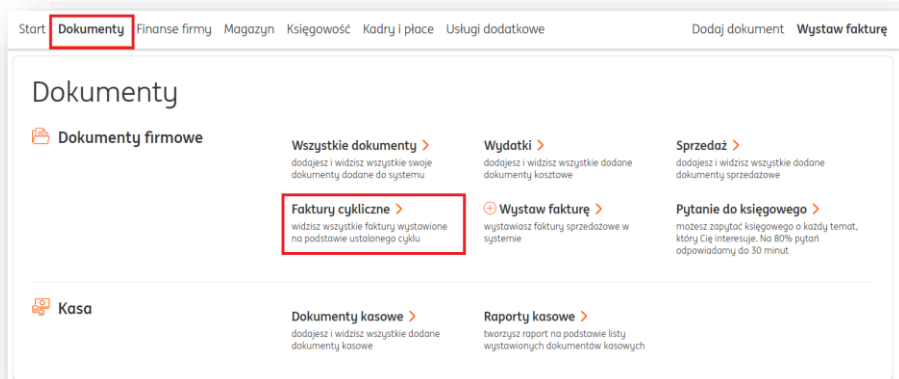 Start Dokumenty Finanse firmy Magazyn Księgowość Kadry i płace Usługi dodatkowe Dodaj dokument Wystaw fakturę
Dokumenty
Dokumenty firmowe
Wszystkie dokumenty >
dodajesz i widzisz wszystkie swoje
dokumenty dodane do systemu
Wydatki >
dodajesz i widzisz wszystkie dodane
dokumenty kosztowe
Sprzedaż >
dodajesz i widzisz wszystkie dodane
dokumenty sprzedażowe
Faktury cykliczne >
widzisz wszystkie faktury wystawione
na podstawie ustalonego cyklu
Wystaw fakturę >
wystawiasz faktury sprzedażowe w
systemie
Pytanie do księgowego >
możesz zapytać księgowego o każdy temat,
który Cię interesuje. Na 80% pytań
odpowiadamy do 30 minut
Kasa
Dokumenty kasowe >
dodajesz i widzisz wszystkie dodane
dokumenty kasowe
Raporty kasowe >
tworzysz raport na podstawie listy
wystawionych dokumentów kasowych